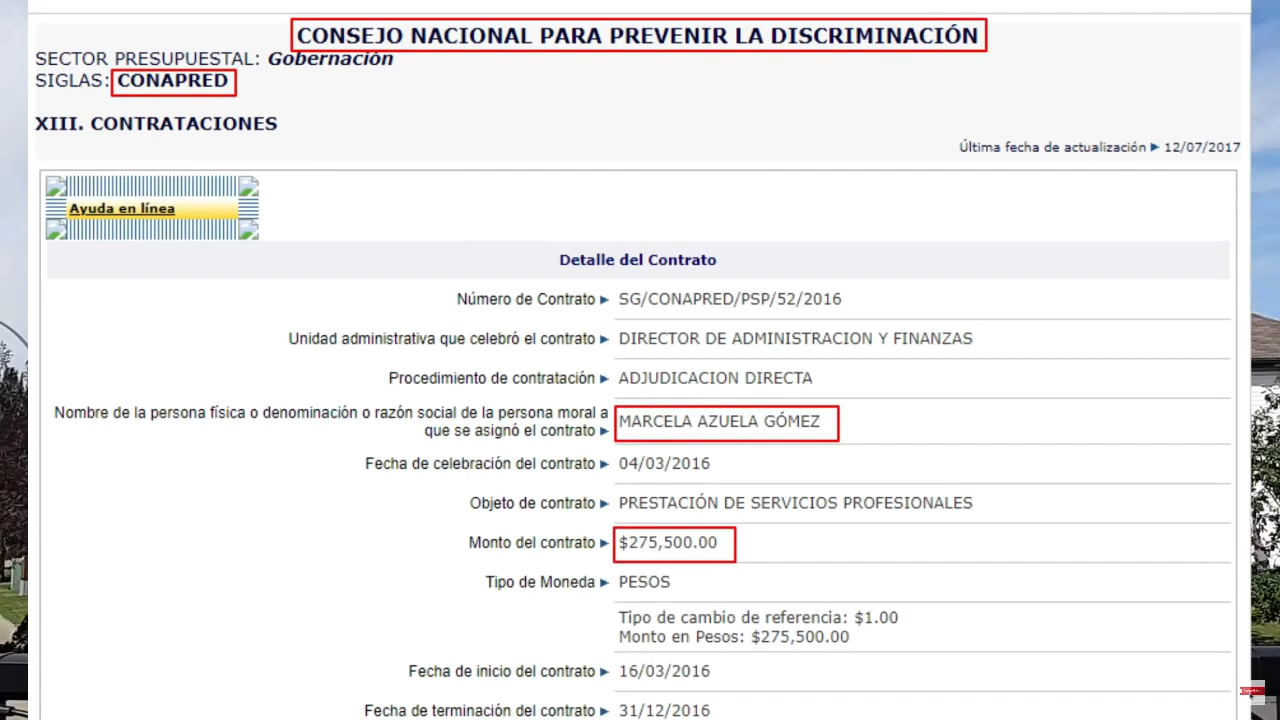 CONSEJO NACIONAL PARA PREVENIR LA DISCRIMINACIÓN
SECTOR PRESUPUESTAL: Gobernación
SIGLAS: CONAPRED
XIII. CONTRATACIONES
Última fecha de actualización ▶ 12/07/2017
Ayuda en línea
Detalle del Contrato
Número de Contrato ▶ SG/CONAPRED/PSP/52/2016
Unidad administrativa que celebró el contrato ▶ DIRECTOR DE ADMINISTRACION Y FINANZAS
Procedimiento de contratación ▶ ADJUDICACION DIRECTA
Nombre de la persona física o denominación o razón social de la persona moral a
que se asignó el contrato ▶ MARCELA AZUELA GÓMEZ
Fecha de celebración del contrato ▶ 04/03/2016
Objeto de contrato ▶ PRESTACIÓN DE SERVICIOS PROFESIONALES
Monto del contrato ▶ $275,500.00
Tipo de Moneda ▶ PESOS
Tipo de cambio de referencia: $1.00
Monto en Pesos: $275,500.00
Fecha de inicio del contrato ▶ 16/03/2016
Fecha de terminación del contrato ▶ 31/12/2016